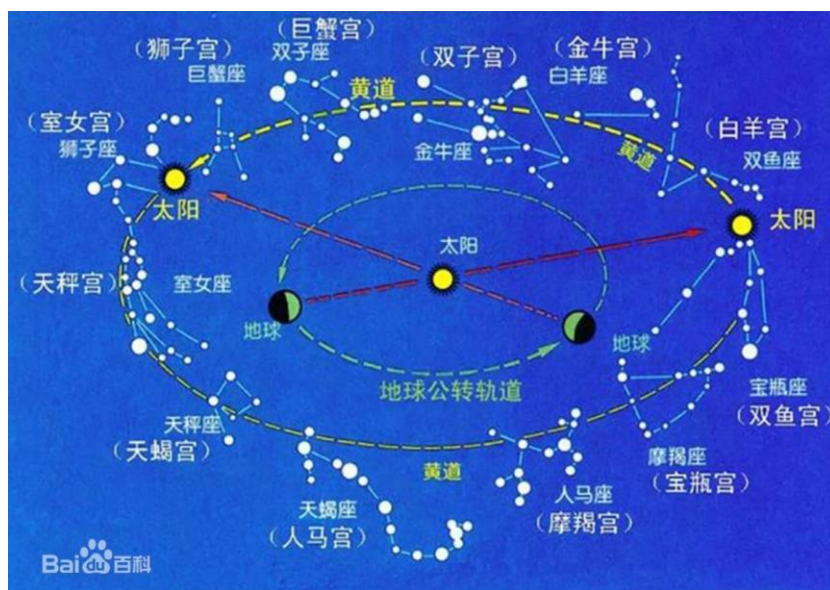 （巨蟹宫）
（狮子宫）
双子座
（双子宫）
（金牛宫）
巨蟹座
白羊座
黄道
（室女宫）
（白羊宫）
狮子座
金牛座
黄道
双鱼座
太阳
太阳
太阳
（天秤宫）
室女座
地球
地球
地球公转轨道
宝瓶座
（双鱼宫）
天秤座
（天蝎宫）
黄道
摩羯座
（宝瓶宫）
天蝎座
（人马宫）
人马座
（摩羯宫）
Bai du 百科